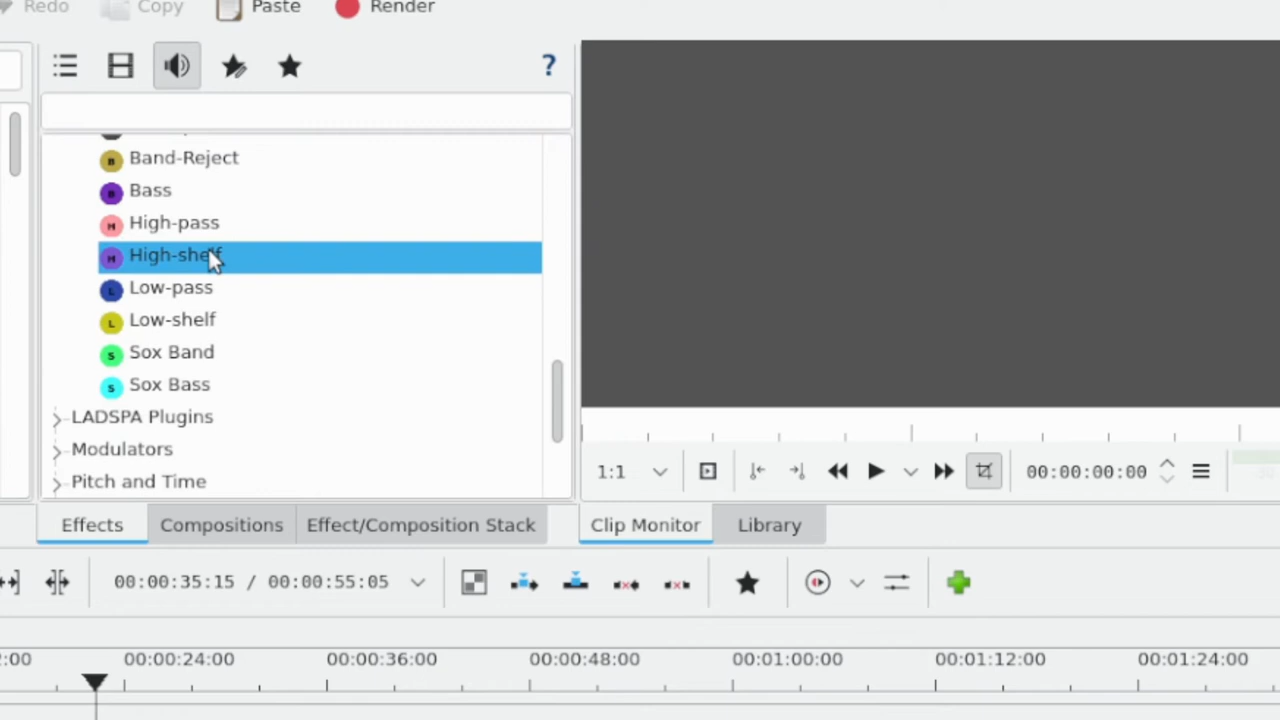 Redo Copy Paste Render
?
B Band-Reject
B Bass
H High-pass
H High-shelf
L Low-pass
L Low-shelf
S Sox Band
S Sox Bass
LADSPA Plugins
Modulators
Pitch and Time
1:1 00:00:00:00
Effects Compositions Effect/Composition Stack Clip Monitor Library
00:00:35:15 / 00:00:55:05
2:00 00:00:24:00 00:00:36:00 00:00:48:00 00:01:00:00 00:01:12:00 00:01:24:00